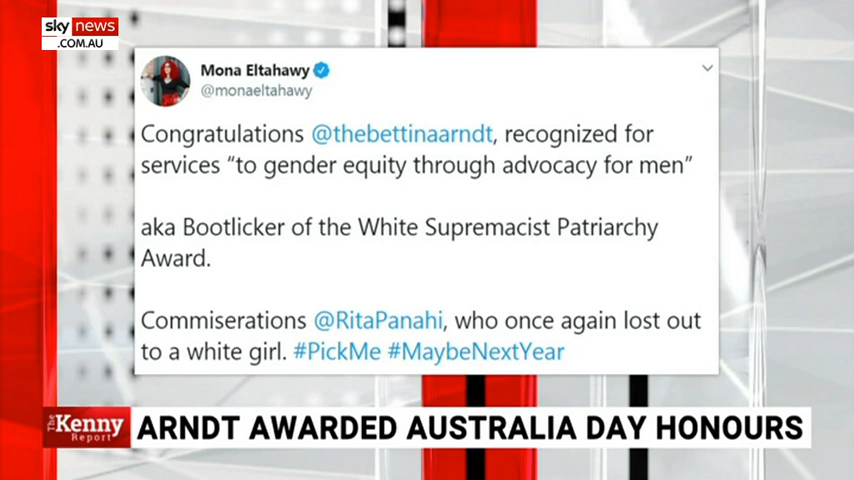 sky news
.COM.AU
Mona Eltahawy
@monaeltahawy
Congratulations @thebettinaarndt, recognized for
services “to gender equity through advocacy for men”
aka Bootlicker of the White Supremacist Patriarchy
Award.
Commiserations @RitaPanahi, who once again lost out
to a white girl. #PickMe #MaybeNextYear
The Kenny Report
ARNDT AWARDED AUSTRALIA DAY HONOURS